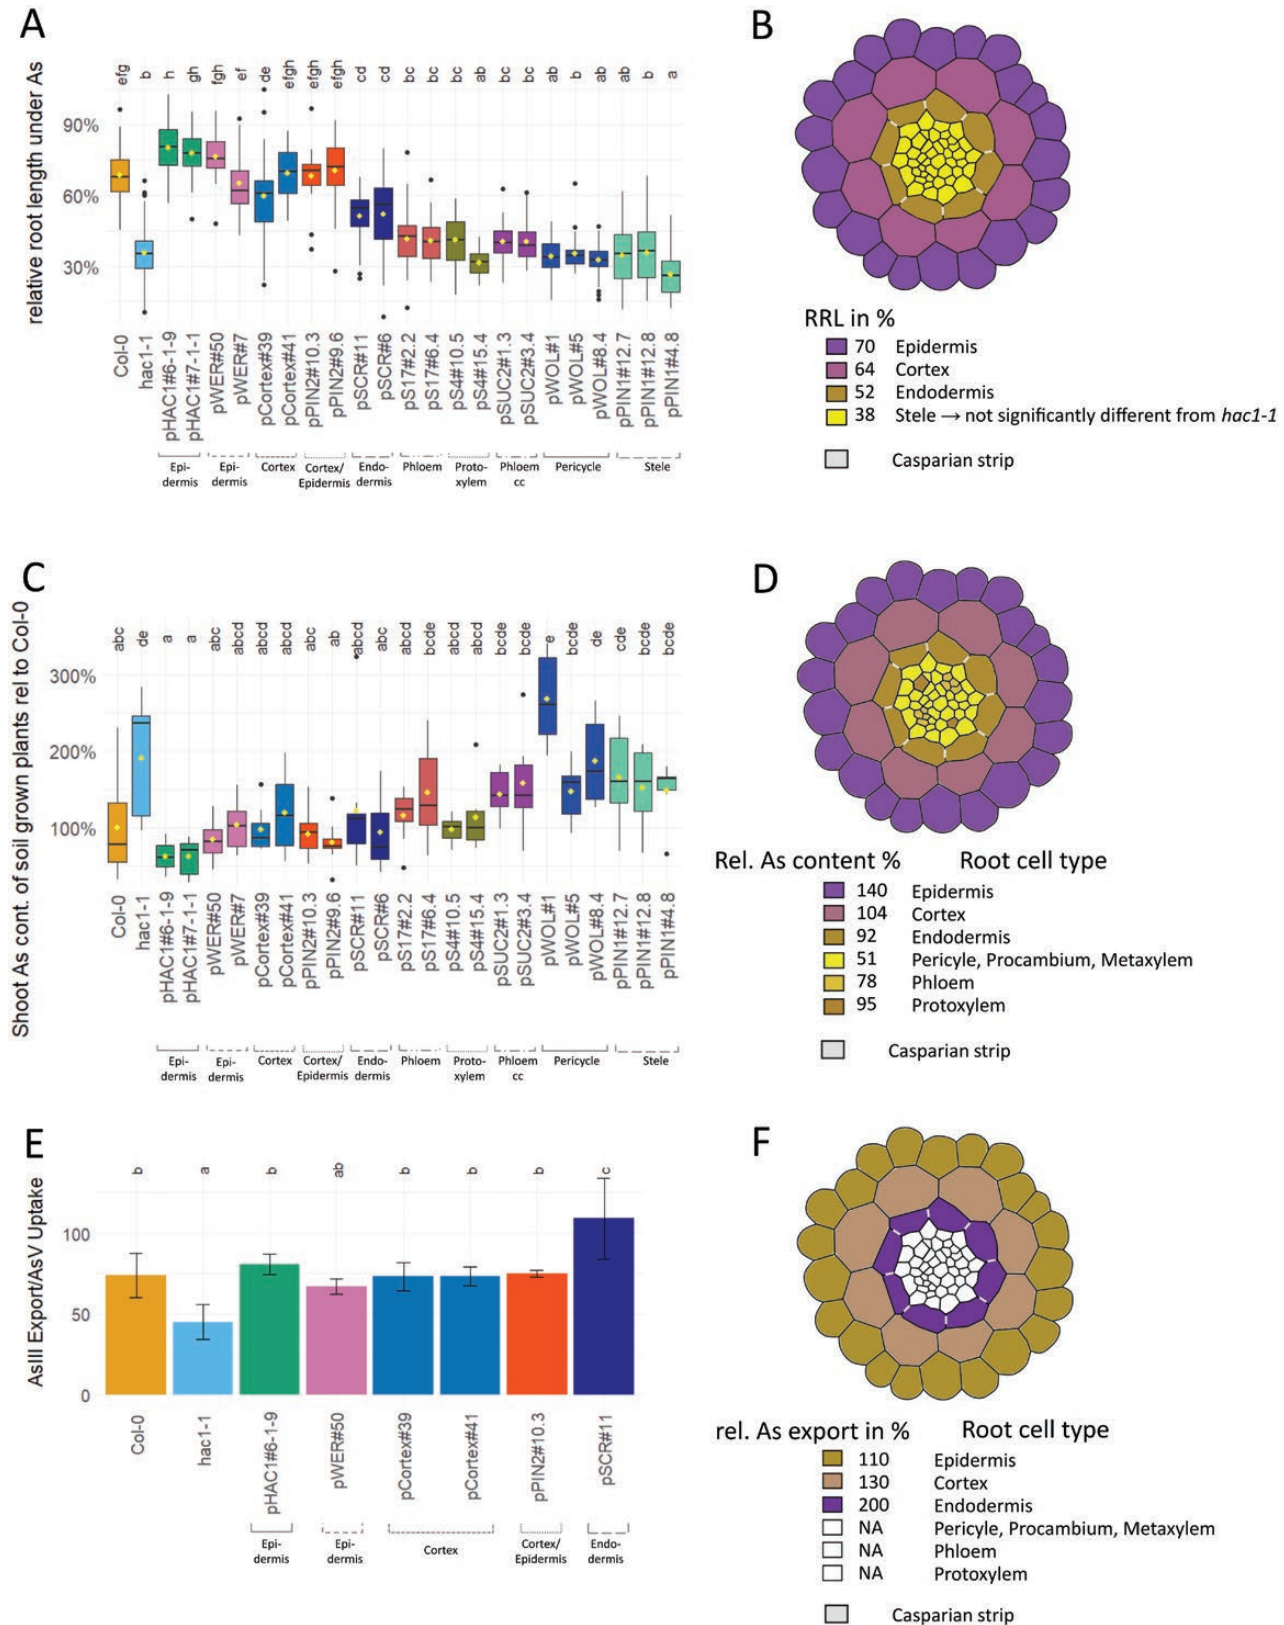 A
relative root length under As
efg b h gh fgh ef de efgh efgh efgh cd cd bc bc bc ab bc bc ab b ab ab b a
90%
60%
30%
Col-0
hac1-1
pHAC1#6-1-9
pHAC1#7-1-1
pWER#50
pWER#7
pCortex#39
pCortex#41
pPIN2#10.3
pPIN2#9.6
pSCR#11
pSCR#6
pS17#2.2
pS17#6.4
pS4#10.5
pS4#15.4
pSUC2#1.3
pSUC2#3.4
pWOL#1
pWOL#5
pWOL#8.4
pPIN1#12.7
pPIN1#12.8
pPIN1#4.8
Epi-
dermis
Epi-
dermis
Cortex
Cortex/
Epidermis
Endo-
dermis
Phloem
Proto-
xylem
Phloem
cc
Pericycle
Stele
B
RRL in %
70 Epidermis
64 Cortex
52 Endodermis
38 Stele → not significantly different from hac1-1
Casparian strip
C
Shoot As cont. of soil grown plants rel to Col-0
abc de a a abc abcd abcd abcd abc ab abcd abc abcd bcde abcd abcd bcde bcde e bcde de cde bcde bcde
300%
200%
100%
Col-0
hac1-1
pHAC1#6-1-9
pHAC1#7-1-1
pWER#50
pWER#7
pCortex#39
pCortex#41
pPIN2#10.3
pPIN2#9.6
pSCR#11
pSCR#6
pS17#2.2
pS17#6.4
pS4#10.5
pS4#15.4
pSUC2#1.3
pSUC2#3.4
pWOL#1
pWOL#5
pWOL#8.4
pPIN1#12.7
pPIN1#12.8
pPIN1#4.8
Epi-
dermis
Epi-
dermis
Cortex
Cortex/
Epidermis
Endo-
dermis
Phloem
Proto-
xylem
Phloem
cc
Pericycle
Stele
D
Rel. As content % Root cell type
140 Epidermis
104 Cortex
92 Endodermis
51 Pericyle, Procambium, Metaxylem
78 Phloem
95 Protoxylem
Casparian strip
E
AsIII Export/AsV Uptake
b a b ab b b b c
100
50
0
Col-0
hac1-1
pHAC1#6-1-9
pWER#50
pCortex#39
pCortex#41
pPIN2#10.3
pSCR#11
Epi-
dermis
Epi-
dermis
Cortex
Cortex/
Epidermis
Endo-
dermis
F
rel. As export in % Root cell type
110 Epidermis
130 Cortex
200 Endodermis
NA Pericyle, Procambium, Metaxylem
NA Phloem
NA Protoxylem
Casparian strip